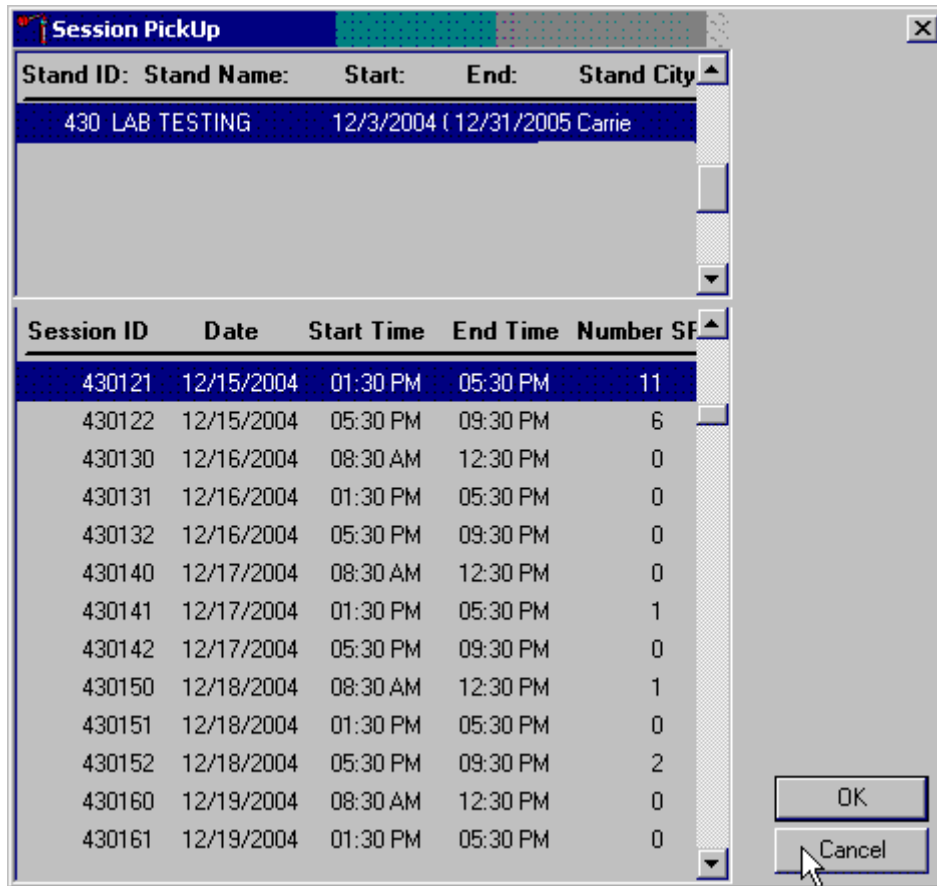 Session PickUp
Stand ID: Stand Name: Start: End: Stand City
430 LAB TESTING 12/3/2004 ( 12/31/2005 Carrie
Session ID Date Start Time End Time Number SF
430121 12/15/2004 01:30 PM 05:30 PM 11
430122 12/15/2004 05:30 PM 09:30 PM 6
430130 12/16/2004 08:30 AM 12:30 PM 0
430131 12/16/2004 01:30 PM 05:30 PM 0
430132 12/16/2004 05:30 PM 09:30 PM 0
430140 12/17/2004 08:30 AM 12:30 PM 0
430141 12/17/2004 01:30 PM 05:30 PM 1
430142 12/17/2004 05:30 PM 09:30 PM 0
430150 12/18/2004 08:30 AM 12:30 PM 1
430151 12/18/2004 01:30 PM 05:30 PM 0
430152 12/18/2004 05:30 PM 09:30 PM 2
430160 12/19/2004 08:30 AM 12:30 PM 0
430161 12/19/2004 01:30 PM 05:30 PM 0
OK
Cancel